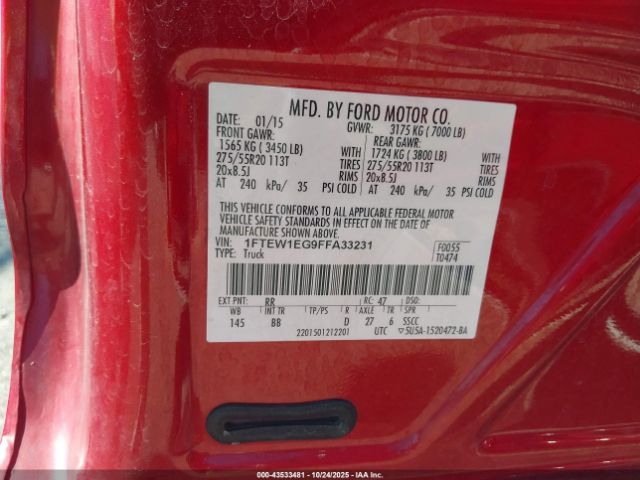 MFD. BY FORD MOTOR CO.
DATE: 01/15 GVWR: 3175 KG ( 7000 LB)
FRONT GAWR: REAR GAWR:
1565 KG ( 3450 LB) WITH 1724 KG ( 3800 LB) WITH
275/55R20 113T TIRES 275/55R20 113T TIRES
20x8.5J RIMS 20x8.5J RIMS
AT 240 kPa/ 35 PSI COLD AT 240 kPa/ 35 PSI COLD
THIS VEHICLE CONFORMS TO ALL APPLICABLE FEDERAL MOTOR
VEHICLE SAFETY STANDARDS IN EFFECT ON THE DATE OF
MANUFACTURE SHOWN ABOVE.
VIN: 1FTEW1EG9FFA33231 F0055
TYPE: Truck T0474
EXT PNT: RR RC: 47 DSO:
WB INT TR TP/PS R AXLE TR SPR
145 BB D 27 6 SSCC
2201501212201 UTC ▽5U5A-1520472-BA
000-43533481 - 10/24/2025 - IAA Inc.